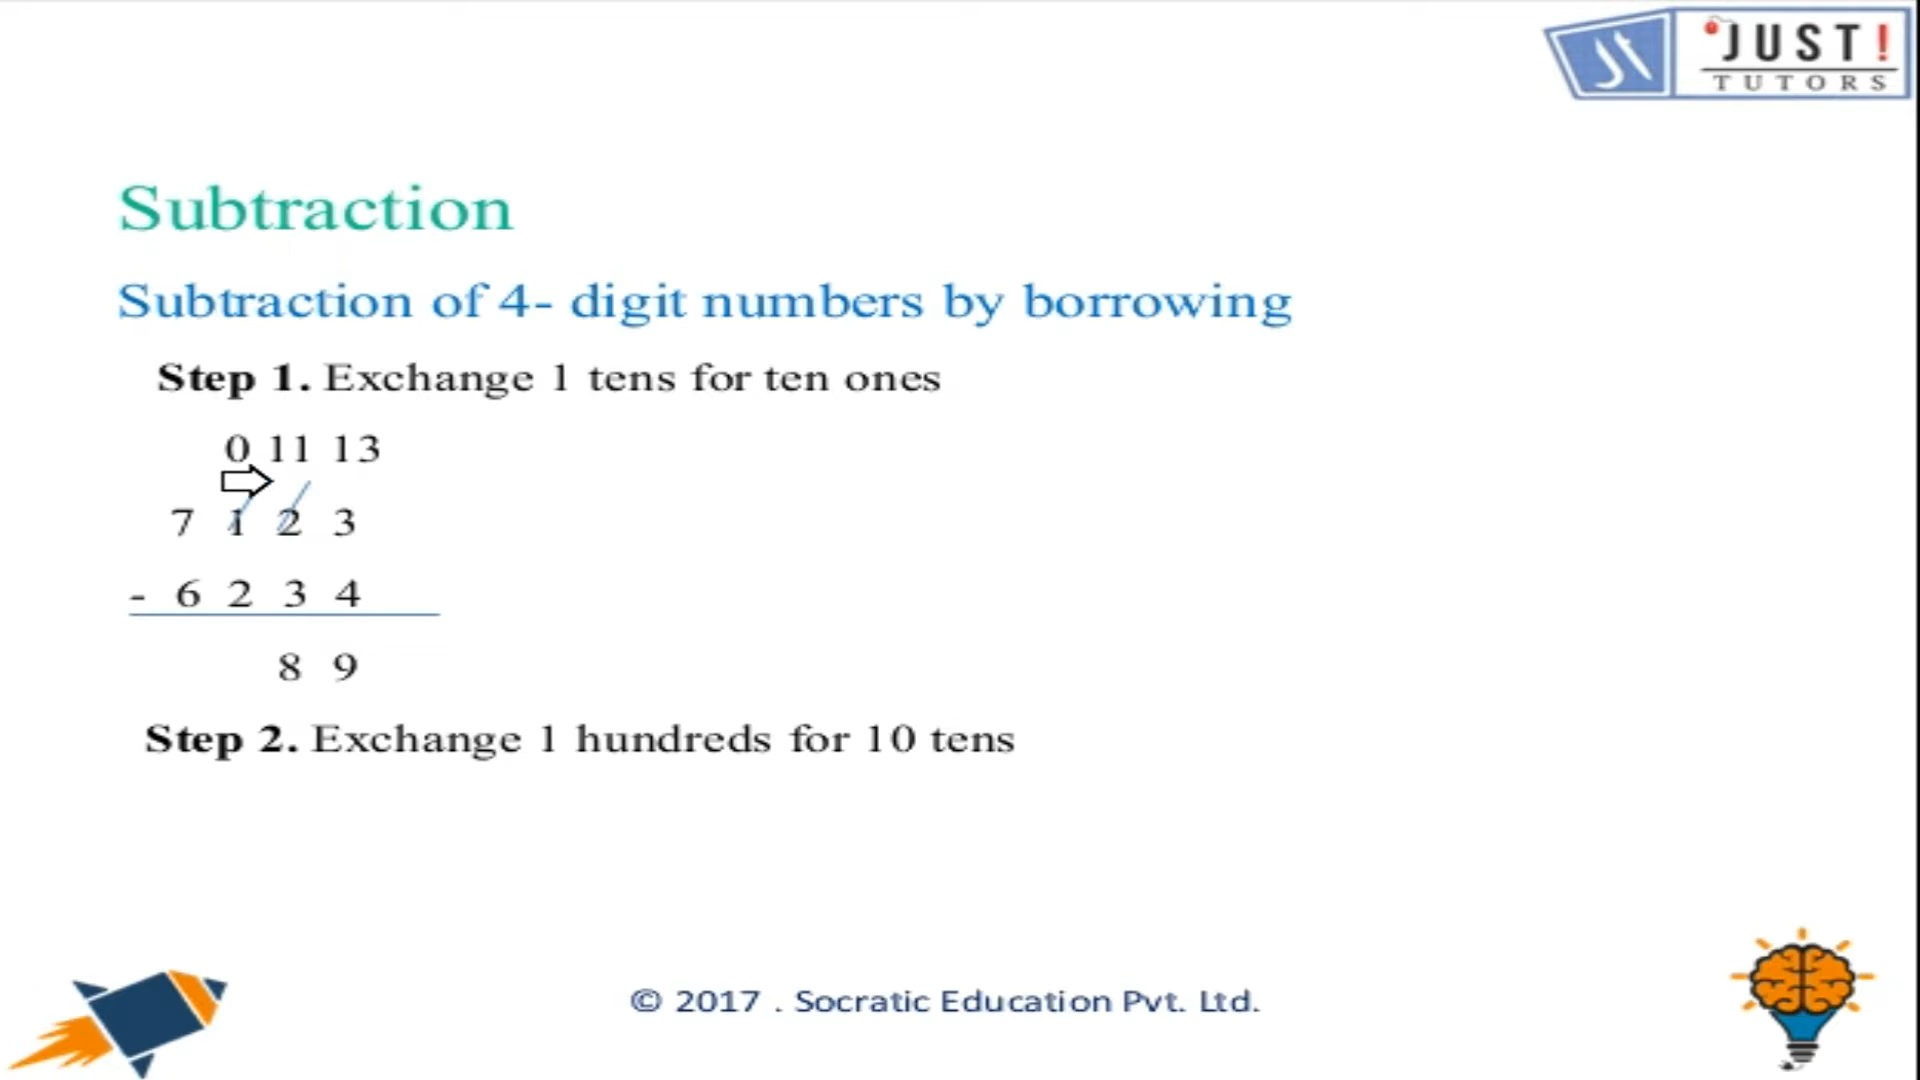 JUST!
TUTORS
Subtraction
Subtraction of 4- digit numbers by borrowing
Step 1. Exchange 1 tens for ten ones
0 11 13
7 1 2 3
- 6 2 3 4
8 9
Step 2. Exchange 1 hundreds for 10 tens
© 2017 . Socratic Education Pvt. Ltd.